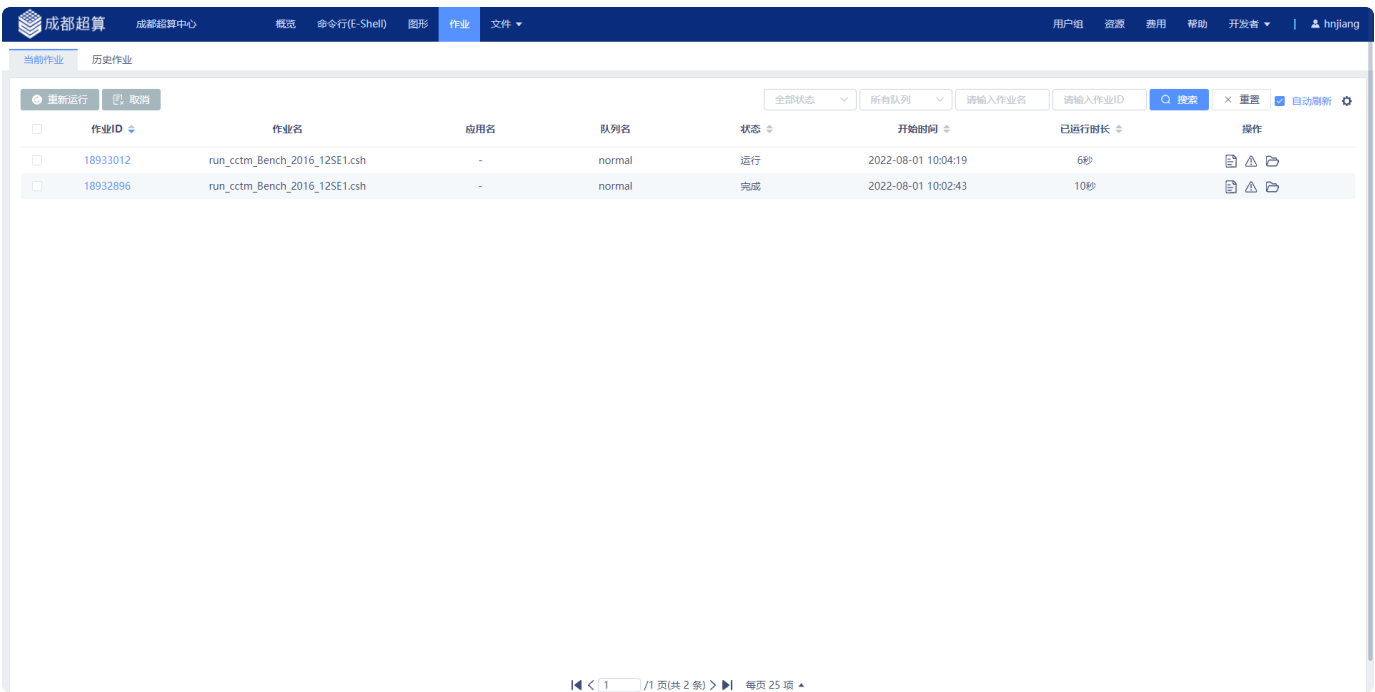 成都超算 成都超算中心 概览 命令行(E-Shell) 图形 作业 文件 用户组 资源 费用 帮助 开发者 | hnjiang
当前作业 历史作业
重新运行 取消 全部状态 所有队列 请输入作业名 请输入作业ID 搜索 × 重置 自动刷新
作业ID 作业名 应用名 队列名 状态 开始时间 已运行时长 操作
18933012 run_cctm_Bench_2016_12SE1.csh - normal 运行 2022-08-01 10:04:19 6秒
18932896 run_cctm_Bench_2016_12SE1.csh - normal 完成 2022-08-01 10:02:43 10秒
1 /1 页(共 2 条) 每页 25 项